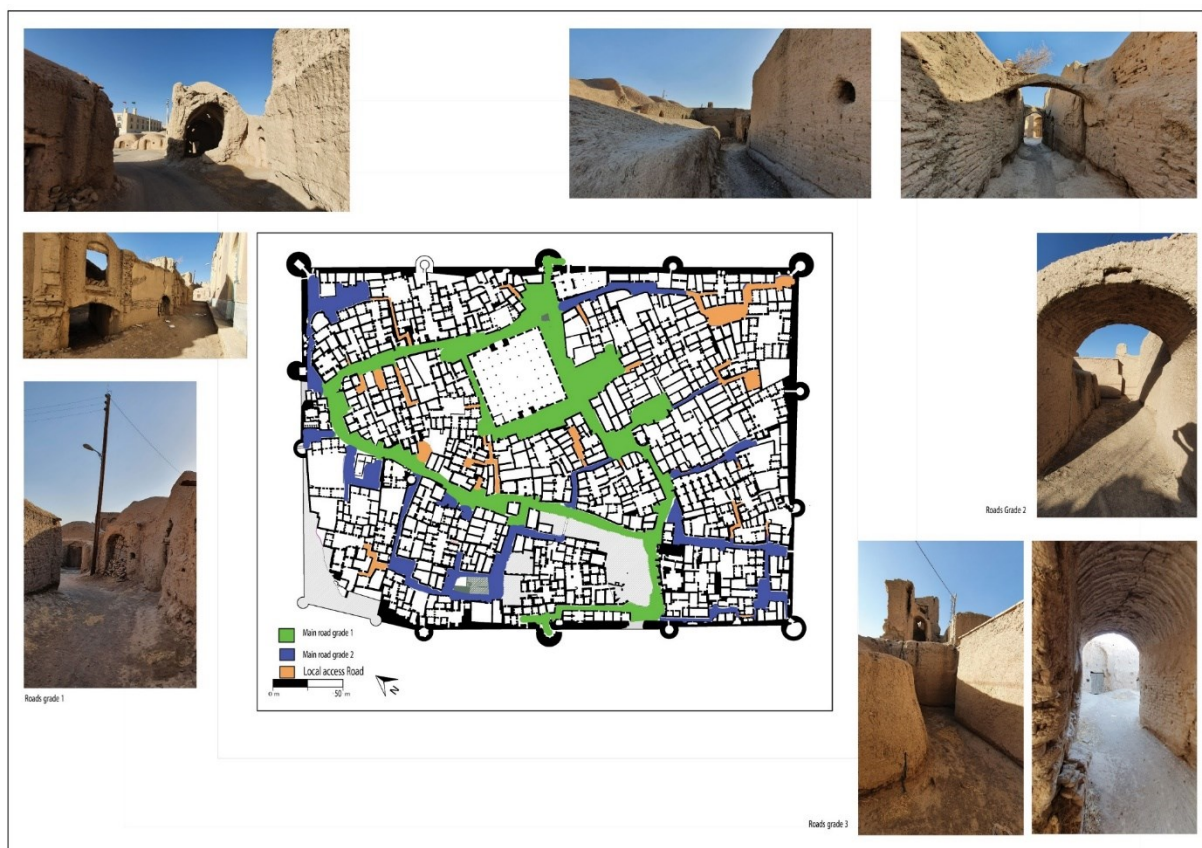 Roads Grade 2
Main road grade 1
Main road grade 2
Local access Road
0 m 50 m
N
Roads grade 1
Roads grade 3